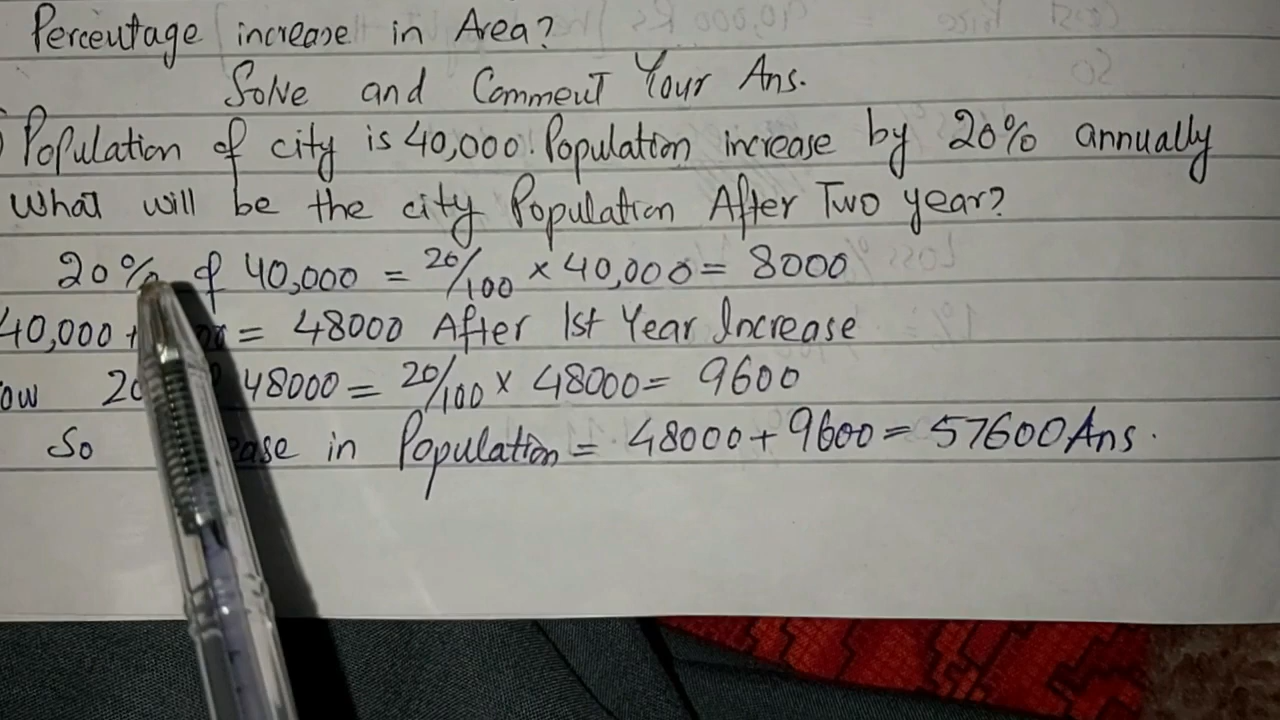 Percentage increase in Area?
Solve and Comment Your Ans.
) Population of city is 40,000. Population increase by 20% annually
What will be the city Population After Two year?
20% of 40,000 = 20/100 × 40,000 = 8000
40,000 + = 48000 After 1st Year Increase
ow 20 48000 = 20/100 × 48000 = 9600
So ease in Population = 48000 + 9600 = 57600 Ans.